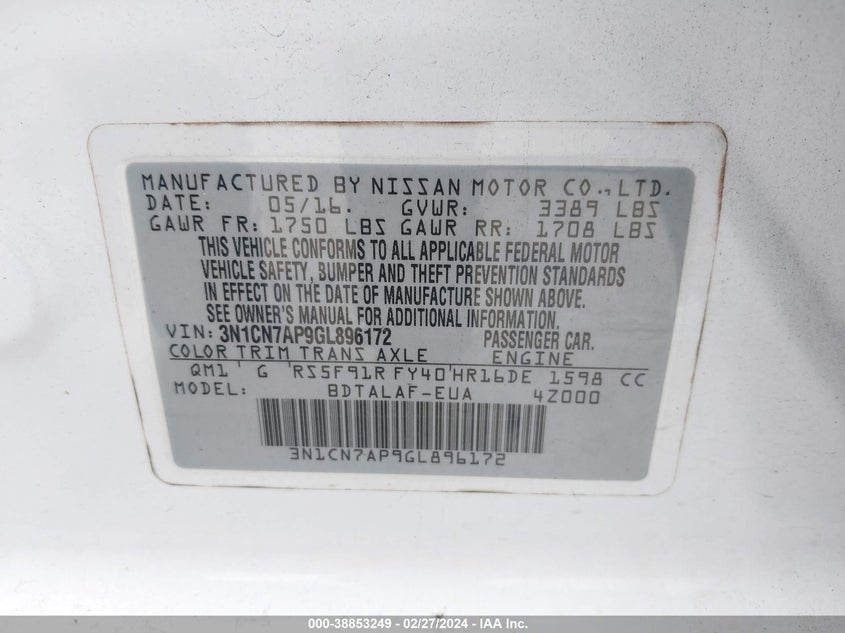 MANUFACTURED BY NISSAN MOTOR CO., LTD.
DATE: 05/16. GVWR: 3389 LBS
GAWR FR: 1750 LBS GAWR RR: 1708 LBS
THIS VEHICLE CONFORMS TO ALL APPLICABLE FEDERAL MOTOR
VEHICLE SAFETY, BUMPER AND THEFT PREVENTION STANDARDS
IN EFFECT ON THE DATE OF MANUFACTURE SHOWN ABOVE.
SEE OWNER'S MANUAL FOR ADDITIONAL INFORMATION.
VIN: 3N1CN7AP9GL896172 PASSENGER CAR.
COLOR TRIM TRANS AXLE ENGINE
QM1 G RS5F91R FY40 HR16DE 1598 CC
MODEL: BDTALAF-EUA 4Z000
3N1CN7AP9GL896172
000-38853249 - 02/27/2024 - IAA Inc.